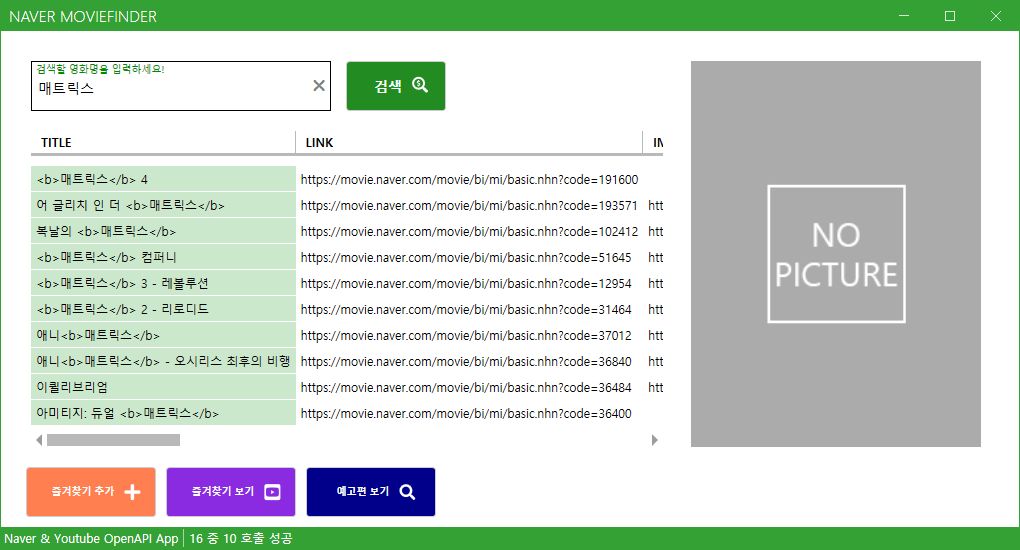 NAVER MOVIEFINDER
검색할 영화명을 입력하세요!
매트릭스
검색
TITLE LINK IM
<b>매트릭스</b> 4 https://movie.naver.com/movie/bi/mi/basic.nhn?code=191600
어 글리치 인 더 <b>매트릭스</b> https://movie.naver.com/movie/bi/mi/basic.nhn?code=193571 htt
복날의 <b>매트릭스</b> https://movie.naver.com/movie/bi/mi/basic.nhn?code=102412 htt
<b>매트릭스</b> 컴퍼니 https://movie.naver.com/movie/bi/mi/basic.nhn?code=51645 htt
<b>매트릭스</b> 3 - 레볼루션 https://movie.naver.com/movie/bi/mi/basic.nhn?code=12954 htt
<b>매트릭스</b> 2 - 리로디드 https://movie.naver.com/movie/bi/mi/basic.nhn?code=31464 htt
애니<b>매트릭스</b> https://movie.naver.com/movie/bi/mi/basic.nhn?code=37012 htt
애니<b>매트릭스</b> - 오시리스 최후의 비행 https://movie.naver.com/movie/bi/mi/basic.nhn?code=36840 htt
이퀼리브리엄 https://movie.naver.com/movie/bi/mi/basic.nhn?code=36484 htt
아미티지: 듀얼 <b>매트릭스</b> https://movie.naver.com/movie/bi/mi/basic.nhn?code=36400
NO
PICTURE
즐겨찾기 추가
즐겨찾기 보기
예고편 보기
Naver & Youtube OpenAPI App 16 중 10 호출 성공